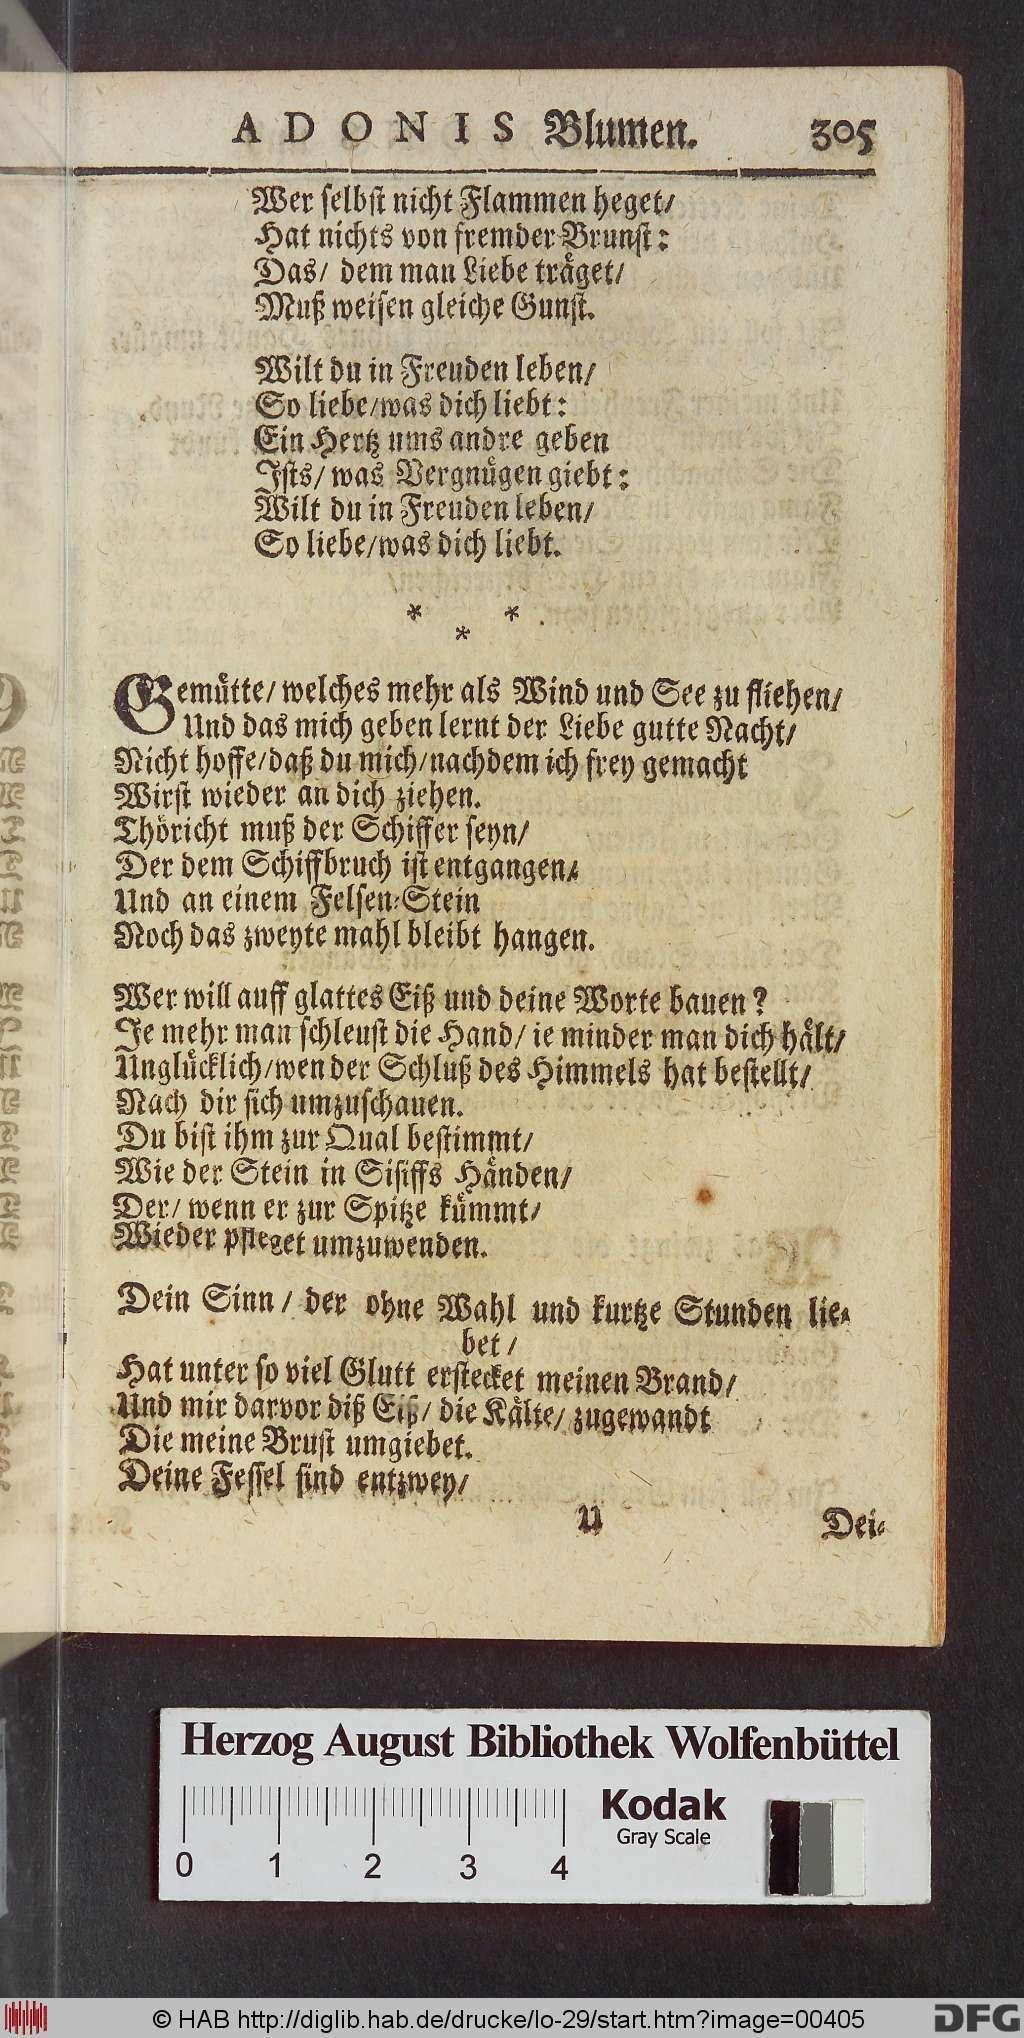 ADONIS Blumen. 305
Wer selbst nicht Flammen heget/
Hat nichts von fremder Brunst:
Das/ dem man Liebe träget/
Muß weisen gleiche Gunst.
Wilt du in Freuden leben/
So liebe/was dich liebt:
Ein Hertz ums andre geben
Ists/ was Vergnügen giebt:
Wilt du in Freuden leben/
So liebe/was dich liebt.
* *
*
Gemütte/ welches mehr als Wind und See zu fliehen/
Und das mich geben lernt der Liebe gutte Nacht/
Nicht hoffe/daß du mich/nachdem ich frey gemacht
Wirst wieder an dich ziehen.
Thöricht muß der Schiffer seyn/
Der dem Schiffbruch ist entgangen/
Und an einem Felsen-Stein
Noch das zweyte mahl bleibt hangen.
Wer will auff glattes Eiß und deine Worte bauen?
Je mehr man schleust die Hand/ ie minder man dich hält/
Unglücklich/wen der Schluß des Himmels hat bestellt/
Nach dir sich umzuschauen.
Du bist ihm zur Qual bestimmt/
Wie der Stein in Sisiffs Händen/
Der/ wenn er zur Spitze kümmt/
Wieder pfleget umzuwenden.
Dein Sinn/ der ohne Wahl und kurtze Stunden lie-
bet/
Hat unter so viel Glutt erstecket meinen Brand/
Und mir darvor diß Eiß/ die Kälte/ zugewandt
Die meine Brust umgiebet.
Deine Fessel sind entzwey/
U Dei-
Herzog August Bibliothek Wolfenbüttel
Kodak
Gray Scale
0 1 2 3 4
© HAB http://diglib.hab.de/drucke/lo-29/start.htm?image=00405
DFG